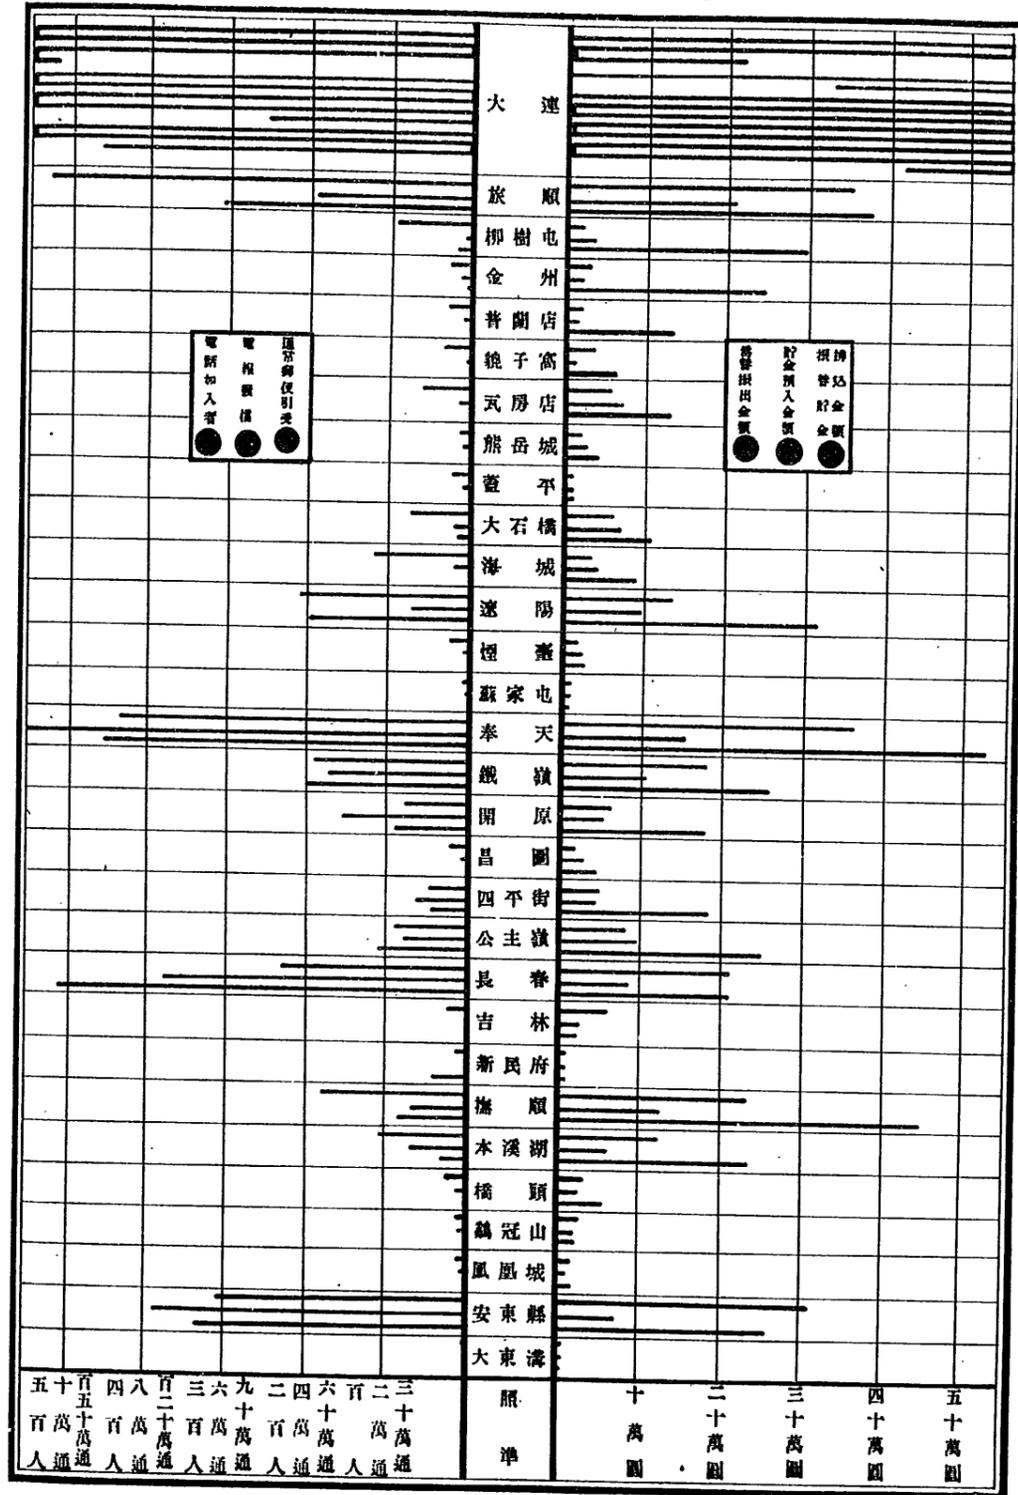 大連
旅順
柳樹屯
金州
普蘭店
貔子窩
瓦房店
熊岳城
蓋平
大石橋
海城
遼陽
煙臺
蘇家屯
奉天
鐵嶺
開原
昌圖
四平街
公主嶺
長春
吉林
新民府
撫順
本溪湖
橋頭
鷄冠山
鳳凰城
安東縣
大東溝
照準
通常郵便引受
電報發信
電話加入者
振替貯金拂込金額
貯金預入金額
爲替振出金額
十萬圓
二十萬圓
三十萬圓
四十萬圓
五十萬圓
三十萬通
二萬通
百人
六十萬通
四萬通
二百人
九十萬通
六萬通
三百人
百二十萬通
八萬通
四百人
百五十萬通
十萬通
五百人